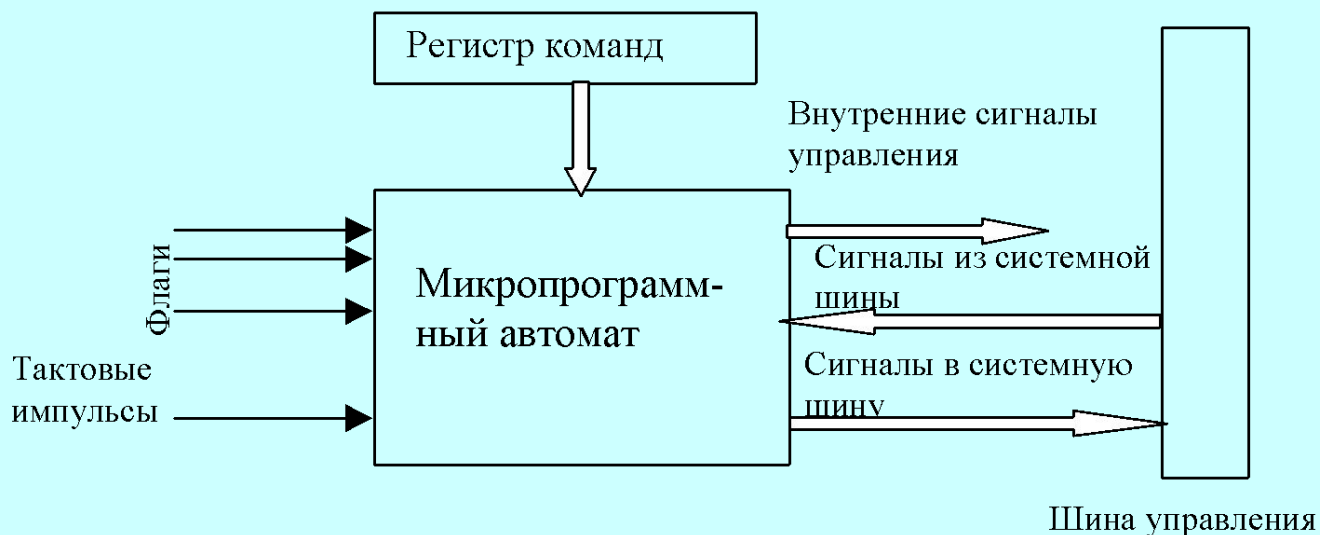 Регистр команд
Внутренние сигналы
управления
Флаги
Микропрограмм-
ный автомат
Сигналы из системной
шины
Тактовые
импульсы
Сигналы в системную
шину
Шина управления